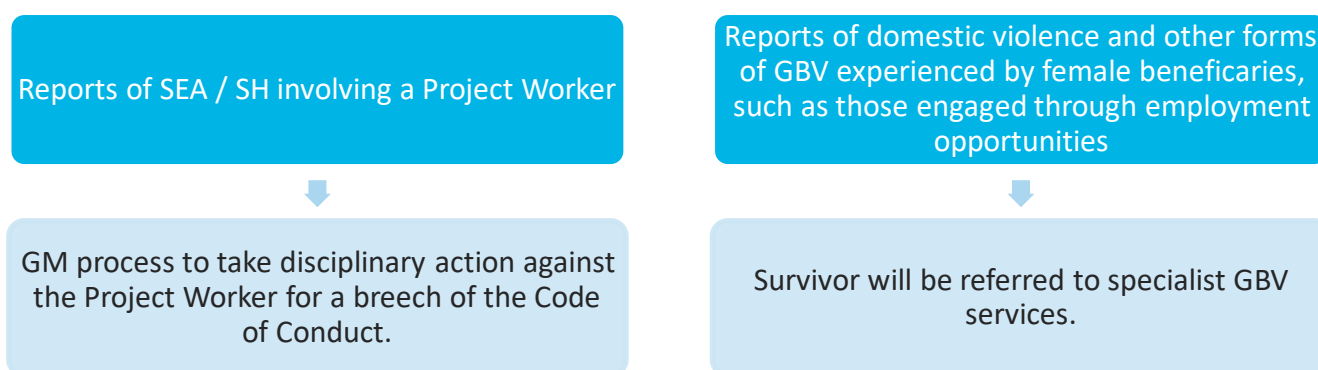 Reports of SEA / SH involving a Project Worker
GM process to take disciplinary action against
the Project Worker for a breech of the Code
of Conduct.
Reports of domestic violence and other forms
of GBV experienced by female beneficaries,
such as those engaged through employment
opportunities
Survivor will be referred to specialist GBV
services.